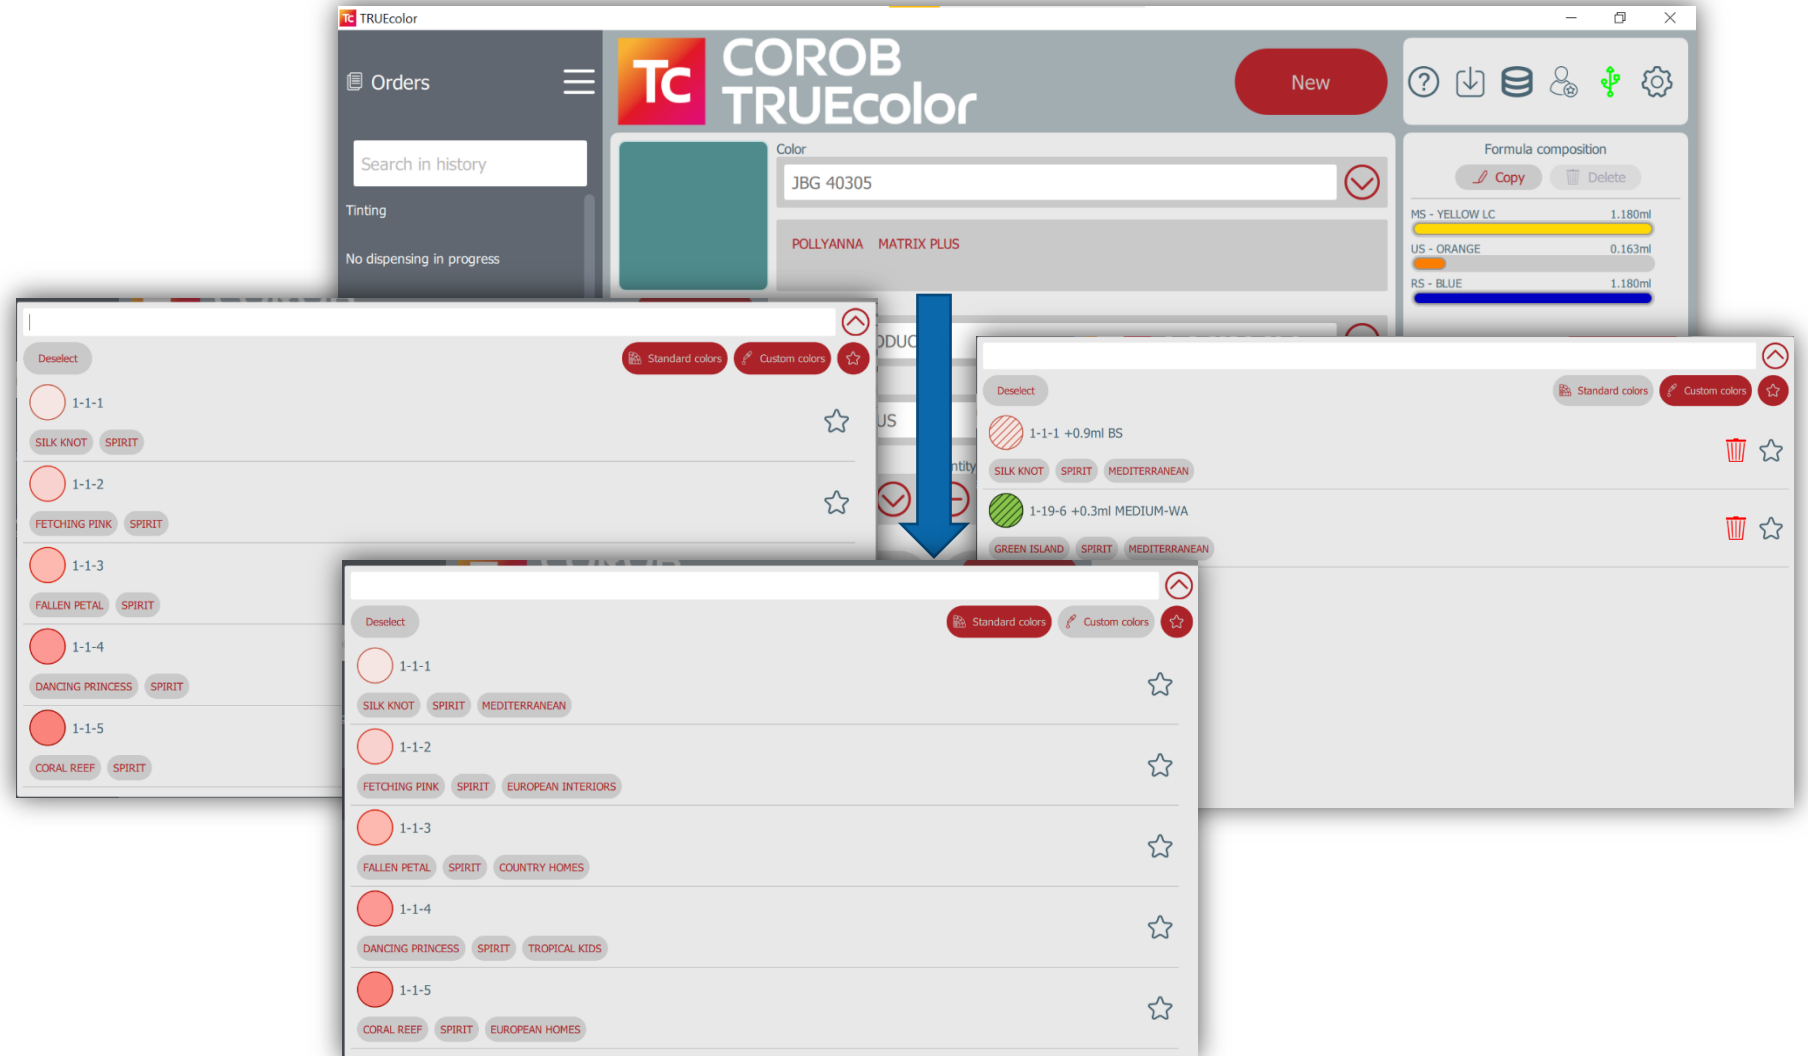 TC TRUEcolor
Orders
Tc COROB
TRUEcolor
New
Search in history
Tinting
No dispensing in progress
Color
JBG 40305
POLLYANNA MATRIX PLUS
Formula composition
Copy Delete
MS - YELLOW LC 1.180ml
US - ORANGE 0.163ml
RS - BLUE 1.180ml
Deselect Standard colors Custom colors
1-1-1
SILK KNOT SPIRIT
1-1-2
FETCHING PINK SPIRIT
1-1-3
FALLEN PETAL SPIRIT
1-1-4
DANCING PRINCESS SPIRIT
1-1-5
CORAL REEF SPIRIT
Deselect Standard colors Custom colors
1-1-1 +0.9ml BS
SILK KNOT SPIRIT MEDITERRANEAN
1-19-6 +0.3ml MEDIUM-WA
GREEN ISLAND SPIRIT MEDITERRANEAN
Deselect Standard colors Custom colors
1-1-1
SILK KNOT SPIRIT MEDITERRANEAN
1-1-2
FETCHING PINK SPIRIT EUROPEAN INTERIORS
1-1-3
FALLEN PETAL SPIRIT COUNTRY HOMES
1-1-4
DANCING PRINCESS SPIRIT TROPICAL KIDS
1-1-5
CORAL REEF SPIRIT EUROPEAN HOMES